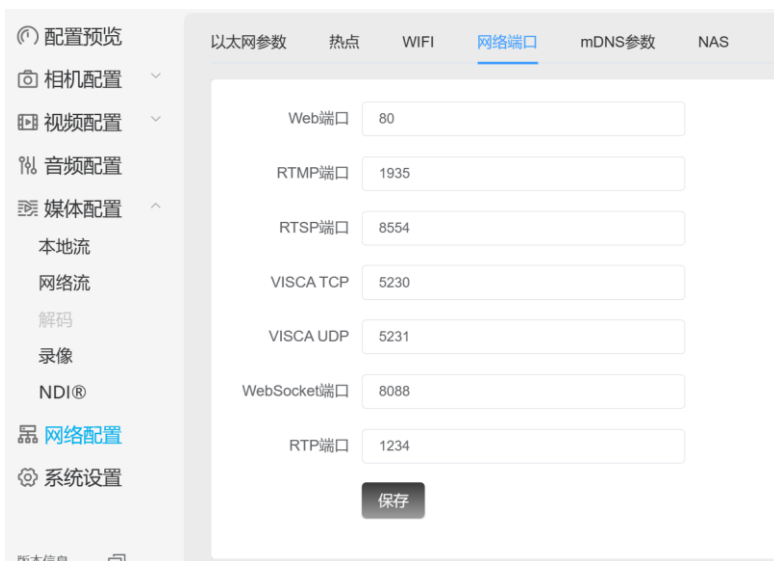 配置预览
相机配置
视频配置
音频配置
媒体配置
本地流
网络流
解码
录像
NDI®
网络配置
系统设置
版本信息
以太网参数 热点 WIFI 网络端口 mDNS参数 NAS
Web端口 80
RTMP端口 1935
RTSP端口 8554
VISCA TCP 5230
VISCA UDP 5231
WebSocket端口 8088
RTP端口 1234
保存